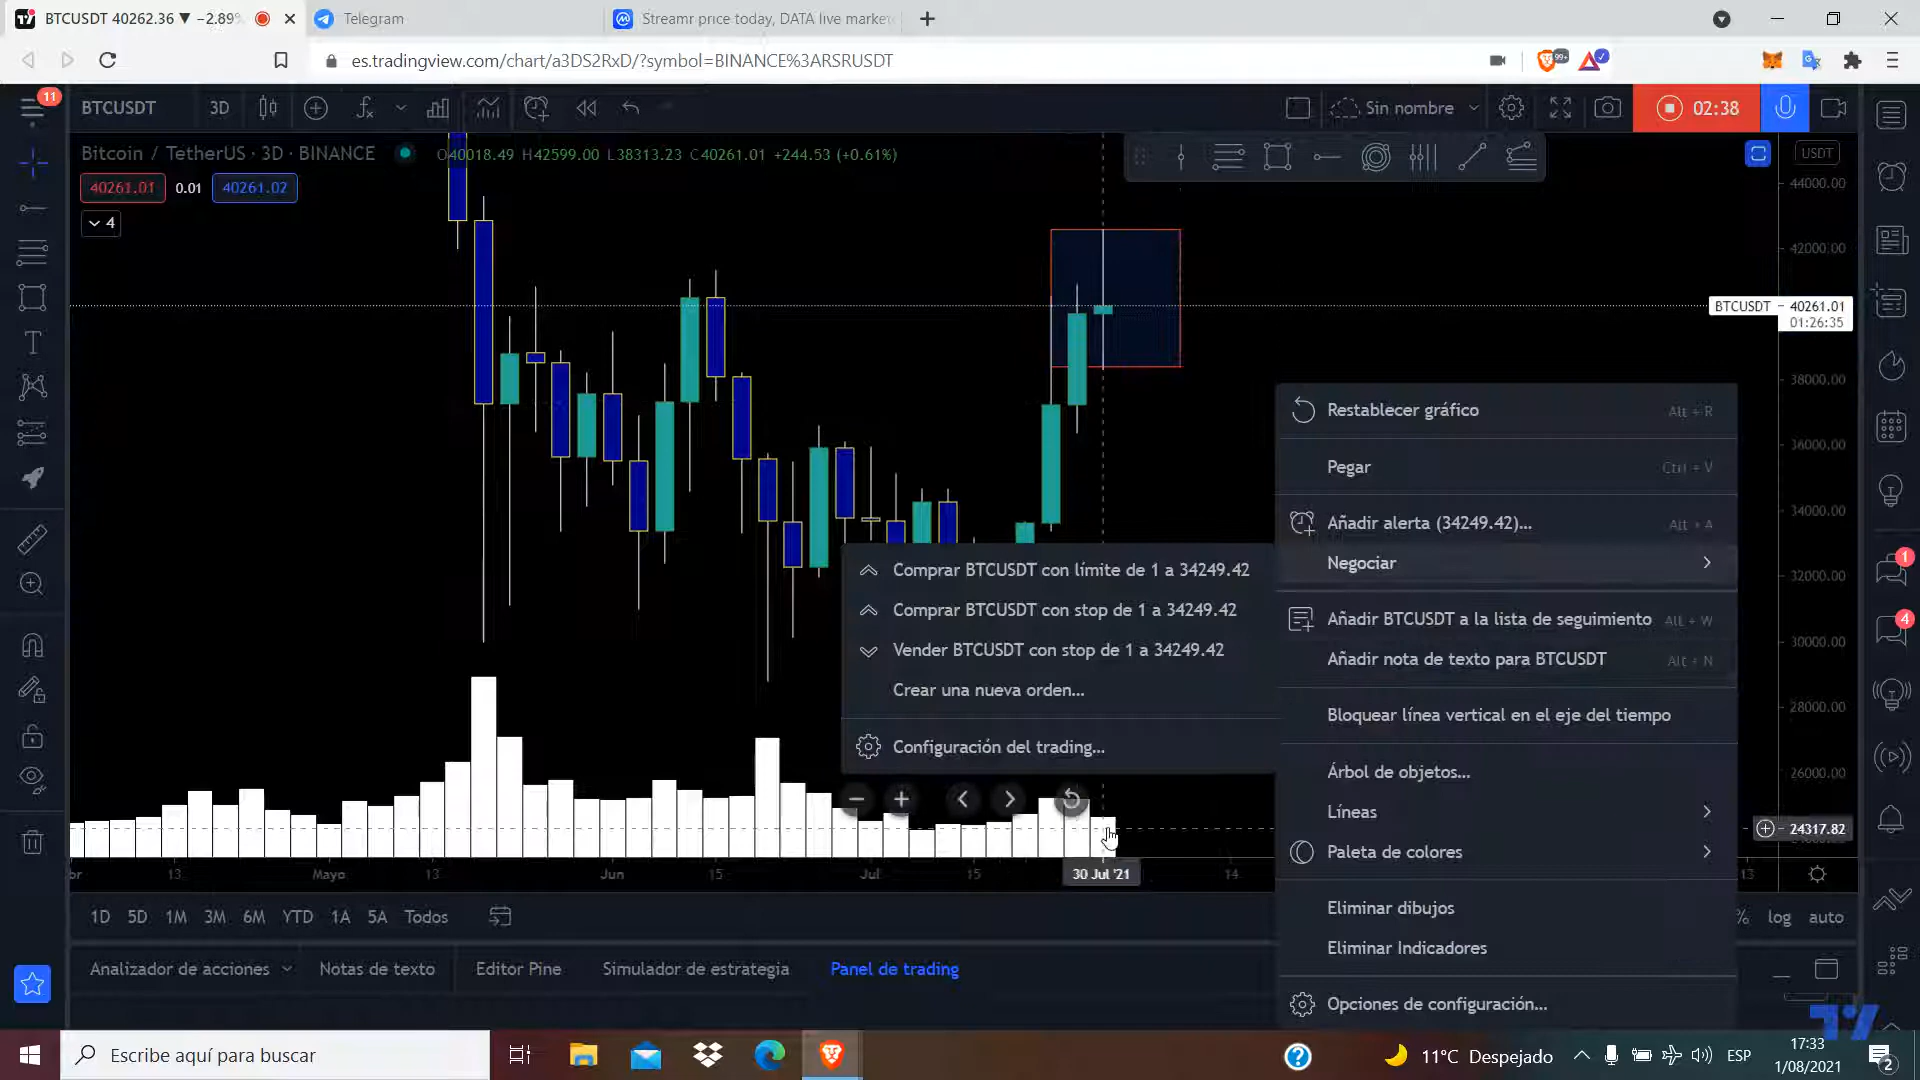 BTCUSDT 40262.36 ▼ −2.89%
Telegram
Streamr price today, DATA live market
es.tradingview.com/chart/a3DS2RxD/?symbol=BINANCE%3ARSRUSDT
99+
11
BTCUSDT
3D
Sin nombre
02:38
Bitcoin / TetherUS · 3D · BINANCE
O40018.49 H42599.00 L38313.23 C40261.01 +244.53 (+0.61%)
USDT
40261.01
0.01
40261.02
4
44000.00
42000.00
BTCUSDT
40261.01
01:26:35
38000.00
36000.00
34000.00
32000.00
30000.00
28000.00
26000.00
24317.82
Restablecer gráfico
Alt + R
Pegar
Ctrl + V
Añadir alerta (34249.42)...
Alt + A
Negociar
Añadir BTCUSDT a la lista de seguimiento
Alt + W
Añadir nota de texto para BTCUSDT
Alt + N
Bloquear línea vertical en el eje del tiempo
Árbol de objetos...
Líneas
Paleta de colores
Eliminar dibujos
Eliminar Indicadores
Opciones de configuración...
Comprar BTCUSDT con límite de 1 a 34249.42
Comprar BTCUSDT con stop de 1 a 34249.42
Vender BTCUSDT con stop de 1 a 34249.42
Crear una nueva orden...
Configuración del trading...
1
4
13
Mayo
13
Jun
15
Jul
15
30 Jul '21
14
13
1D 5D 1M 3M 6M YTD 1A 5A Todos
% log auto
Analizador de acciones
Notas de texto
Editor Pine
Simulador de estrategia
Panel de trading
Escribe aquí para buscar
11°C Despejado
ESP
17:33
1/08/2021
2